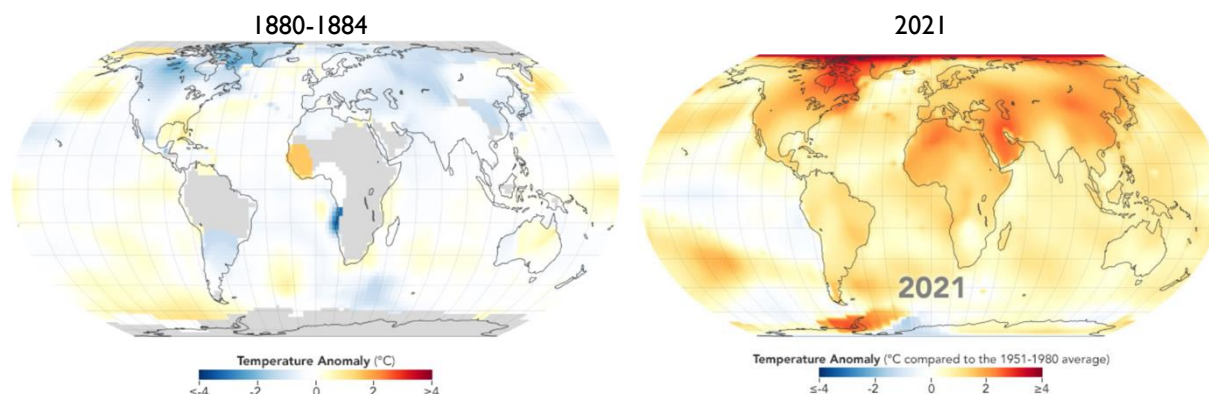 1880-1884
2021
2021
Temperature Anomaly (°C)
≤-4 -2 0 2 ≥4
Temperature Anomaly (°C compared to the 1951-1980 average)
≤-4 -2 0 2 ≥4